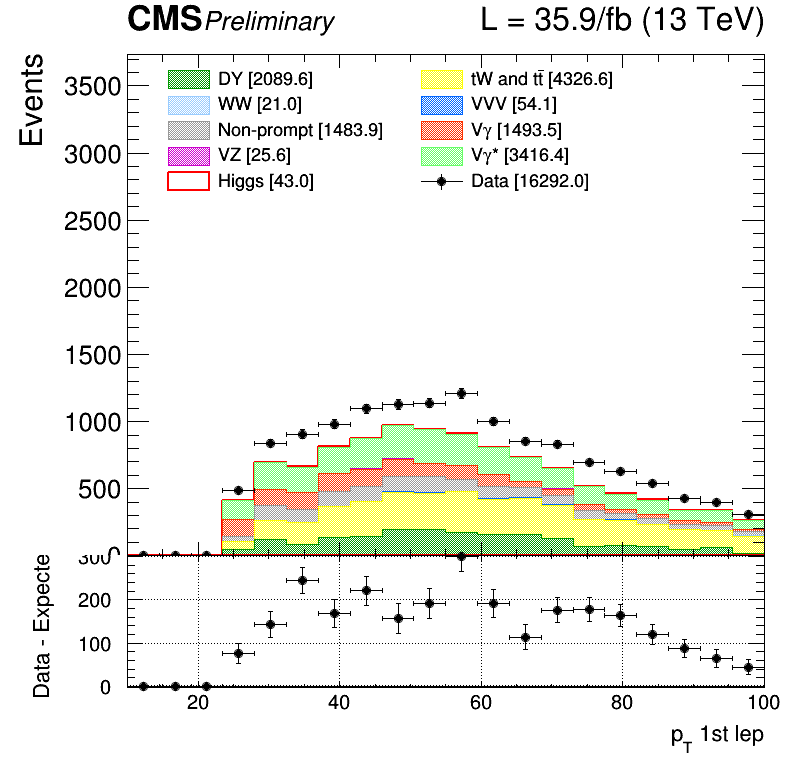 CMS Preliminary L = 35.9/fb (13 TeV)
Events
DY [2089.6] tW and tt̄ [4326.6]
WW [21.0] VVV [54.1]
Non-prompt [1483.9] Vγ [1493.5]
VZ [25.6] Vγ* [3416.4]
Higgs [43.0] Data [16292.0]
3500
3000
2500
2000
1500
1000
500
300
200
100
0
Data - Expecte
20 40 60 80 100
pT 1st lep